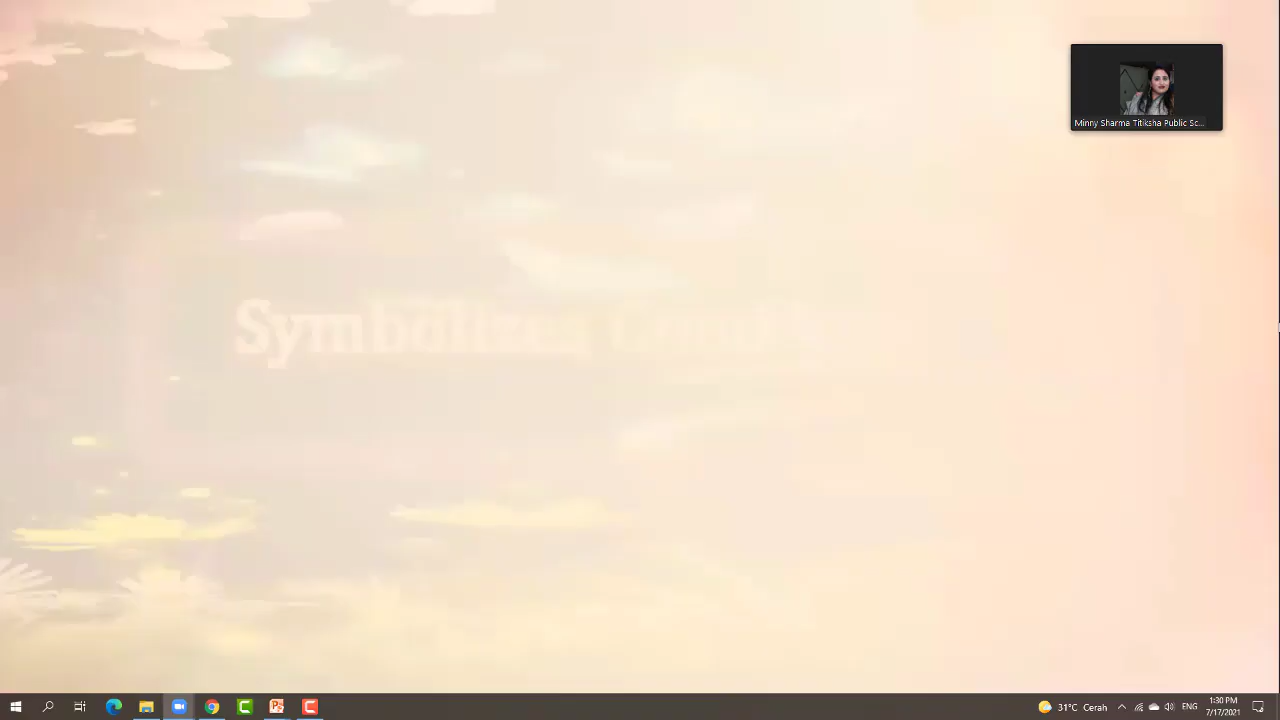 Minny Sharma Titiksha Public Sc...
Symbolizes
31°C Cerah
ENG
1:30 PM
7/17/2021